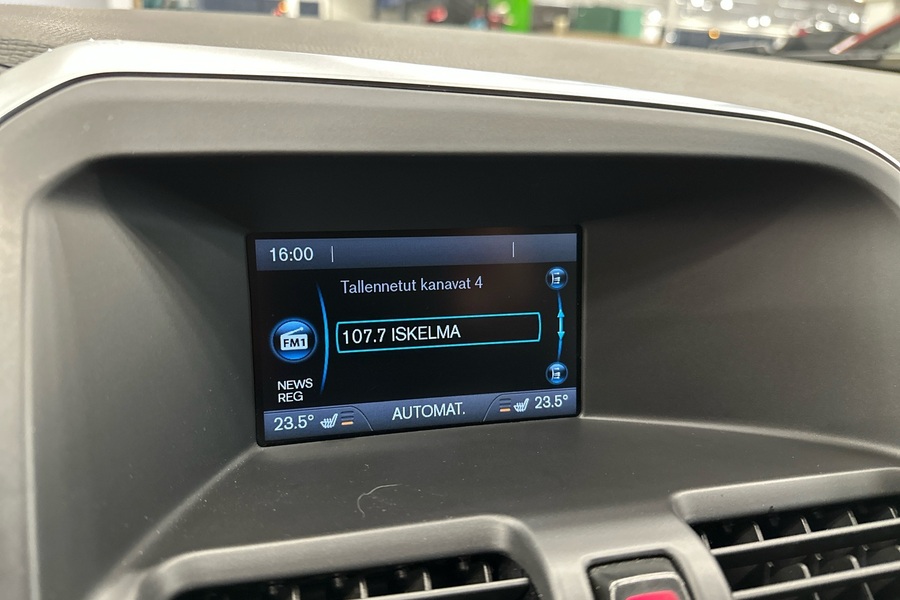 16:00
Tallennetut kanavat 4
FM1
107.7 ISKELMA
NEWS
REG
23.5° AUTOMAT. 23.5°